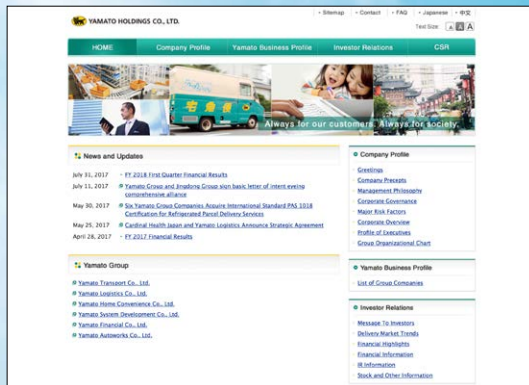 Sitemap Contact FAQ Japanese 中文
YAMATO HOLDINGS CO., LTD.
Text Size A A A
HOME Company Profile Yamato Business Profile Investor Relations CSR
宅急便
Always for our customers. Always for society.
News and Updates
July 31, 2017 FY 2018 First Quarter Financial Results
July 11, 2017 Yamato Group and Jingdong Group sign basic letter of intent eveing
comprehensive alliance
May 30, 2017 Six Yamato Group Companies Acquire International Standard PAS 1018
Certification for Refrigerated Parcel Delivery Services
May 25, 2017 Cardinal Health Japan and Yamato Logistics Announce Strategic Agreement
April 28, 2017 FY 2017 Financial Results
Yamato Group
Yamato Transport Co., Ltd.
Yamato Logistics Co., Ltd.
Yamato Home Convenience Co., Ltd.
Yamato System Development Co., Ltd.
Yamato Financial Co., Ltd.
Yamato Autoworks Co., Ltd.
Company Profile
Greetings
Company Precepts
Management Philosophy
Corporate Governance
Major Risk Factors
Corporate Overview
Profile of Executives
Group Organizational Chart
Yamato Business Profile
List of Group Companies
Investor Relations
Message To Investors
Delivery Market Trends
Financial Highlights
Financial Information
IR Information
Stock and Other Information